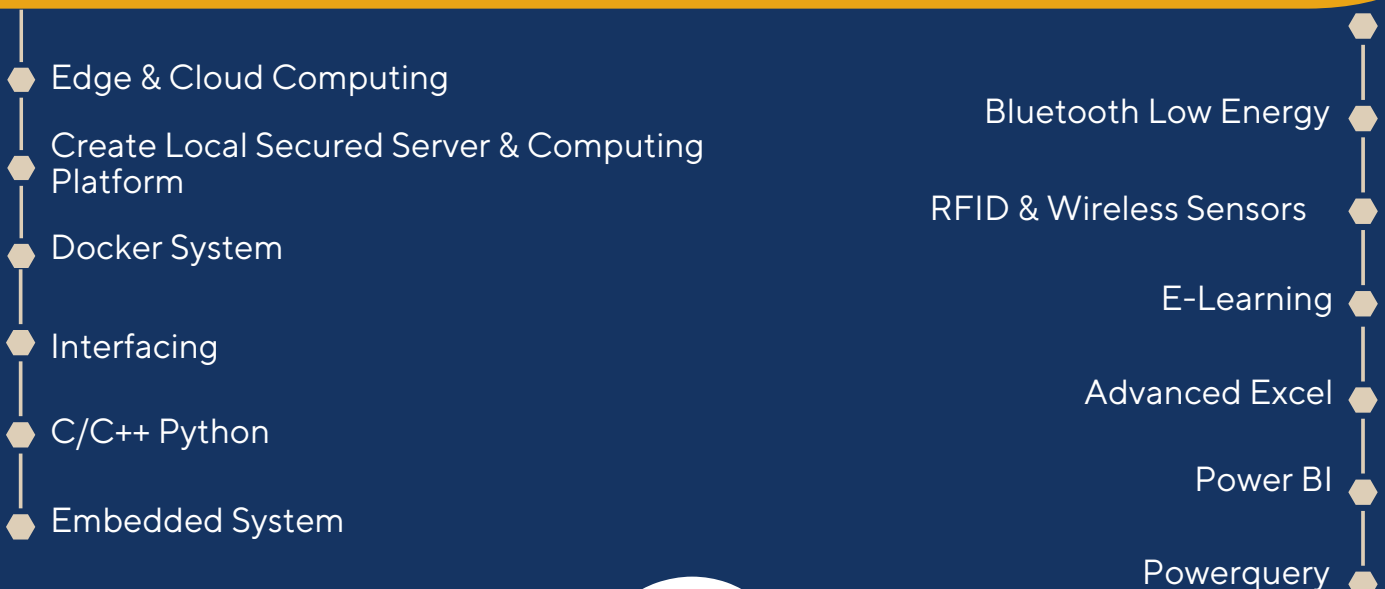 Edge & Cloud Computing
Create Local Secured Server & Computing
Platform
Docker System
Interfacing
C/C++ Python
Embedded System
Bluetooth Low Energy
RFID & Wireless Sensors
E-Learning
Advanced Excel
Power BI
Powerquery